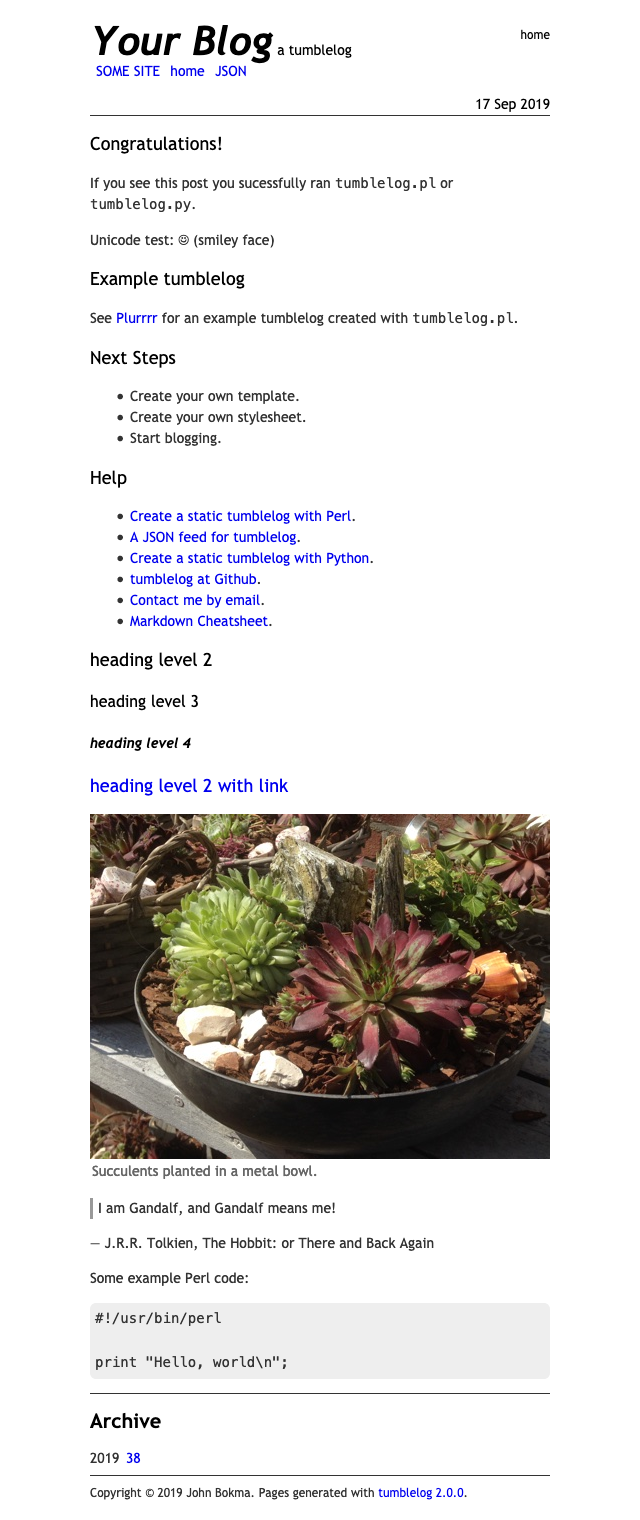 Your Blog a tumblelog
home
SOME SITE home JSON
17 Sep 2019
Congratulations!
If you see this post you sucessfully ran tumblelog.pl or
tumblelog.py.
Unicode test: ☺ (smiley face)
Example tumblelog
See Plurrrr for an example tumblelog created with tumblelog.pl.
Next Steps
• Create your own template.
• Create your own stylesheet.
• Start blogging.
Help
• Create a static tumblelog with Perl.
• A JSON feed for tumblelog.
• Create a static tumblelog with Python.
• tumblelog at Github.
• Contact me by email.
• Markdown Cheatsheet.
heading level 2
heading level 3
heading level 4
heading level 2 with link
Succulents planted in a metal bowl.
I am Gandalf, and Gandalf means me!
— J.R.R. Tolkien, The Hobbit: or There and Back Again
Some example Perl code:
#!/usr/bin/perl
print "Hello, world\n";
Archive
2019 38
Copyright © 2019 John Bokma. Pages generated with tumblelog 2.0.0.